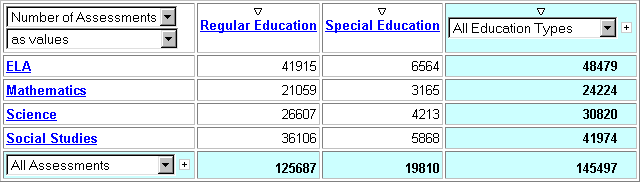 Number of Assessments
as values
Regular Education Special Education All Education Types +
ELA 41915 6564 48479
Mathematics 21059 3165 24224
Science 26607 4213 30820
Social Studies 36106 5868 41974
All Assessments + 125687 19810 145497